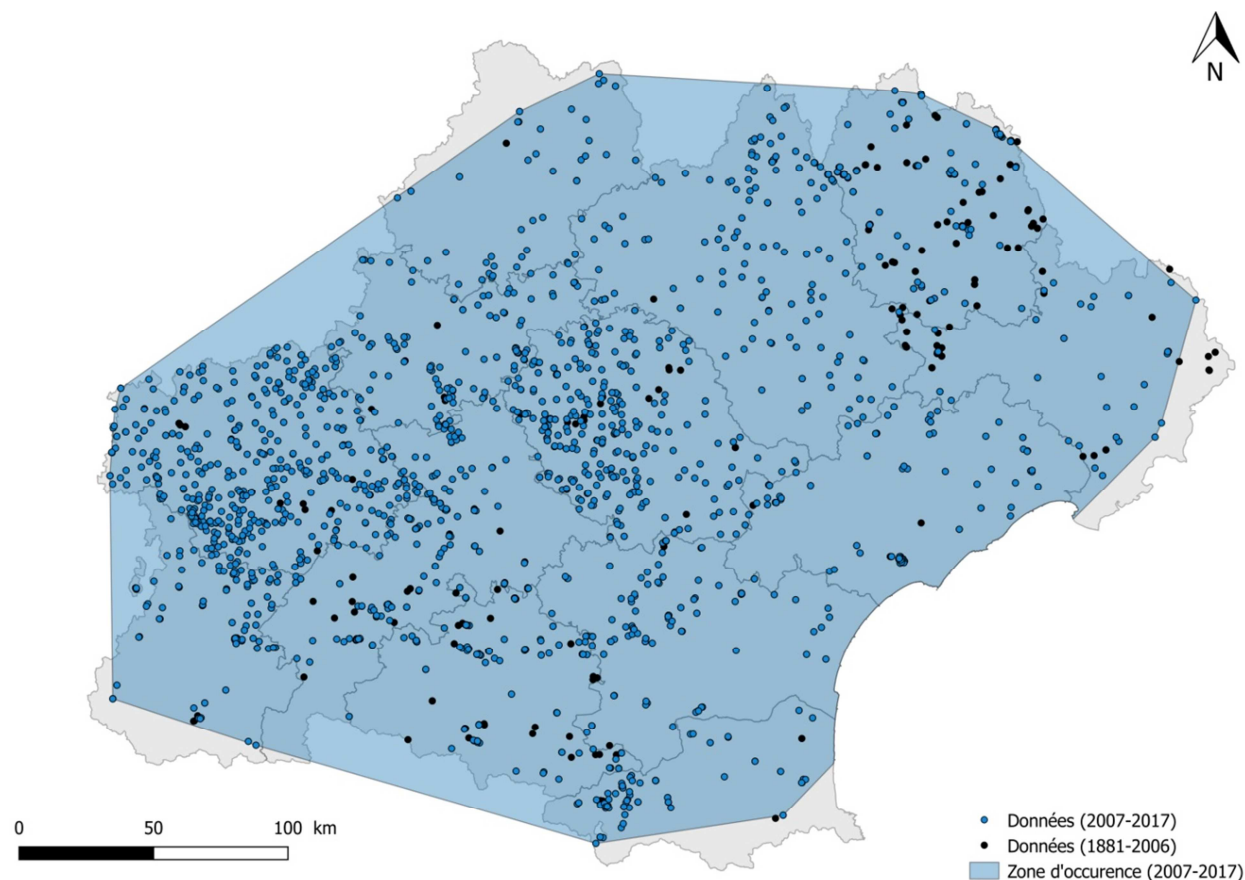 N
0 50 100 km
Données (2007-2017)
Données (1881-2006)
Zone d'occurence (2007-2017)